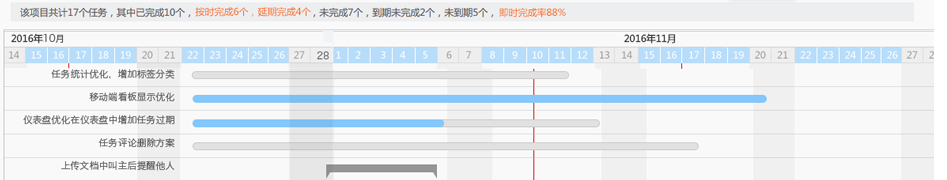 该项目共计17个任务，其中已完成10个，按时完成6个，延期完成4个，未完成7个，到期未完成2个，未到期5个，即时完成率88%
2016年10月 2016年11月
14 15 16 17 18 19 20 21 22 23 24 25 26 27 28 1 2 3 4 5 6 7 8 9 10 11 12 13 14 15 16 17 18 19 20 21 22 23 24 25 26 27
任务统计优化、增加标签分类
移动端看板显示优化
仪表盘优化在仪表盘中增加任务过期
任务评论删除方案
上传文档中叫主后提醒他人